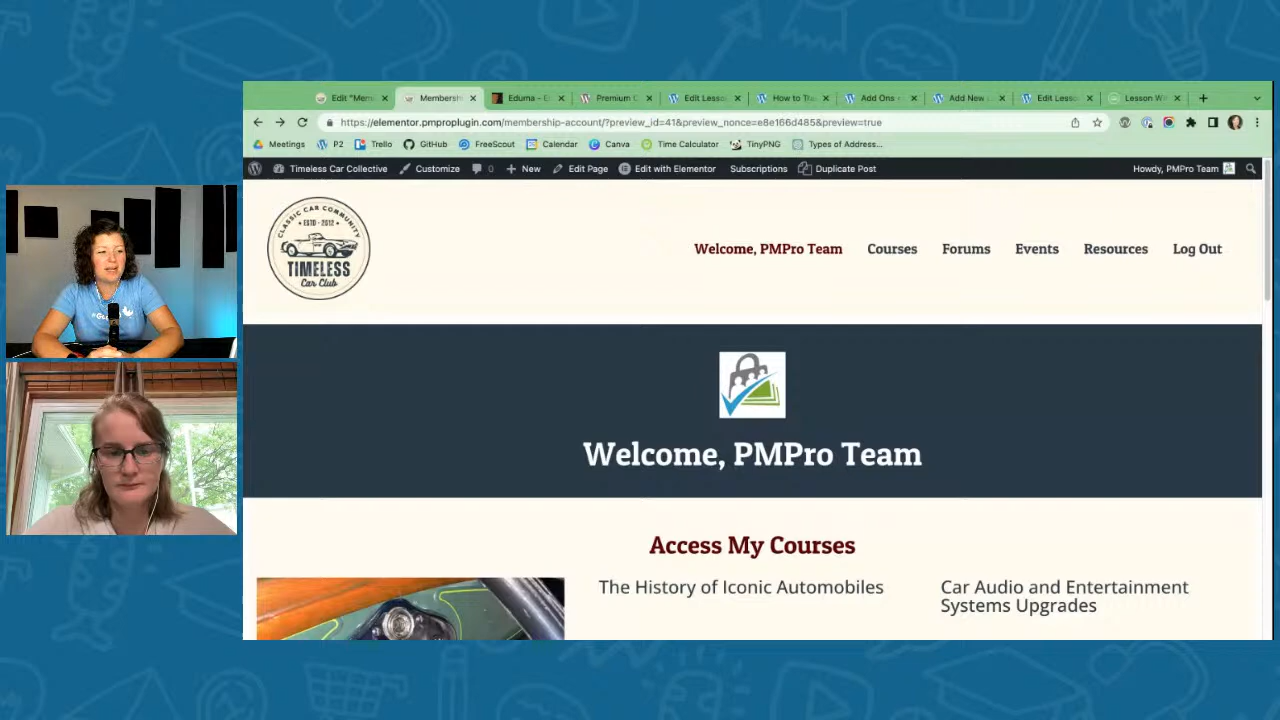 Edit "Mem
Membersh
Eduma – E
Premium C
Edit Lesso
How to
Add Ons
Add New
Edit Lesso
Lesson Wi
https://elementor.pmproplugin.com/membership-account/?preview_id=41&preview_nonce=e8e166d485&preview=true
Meetings P2 Trello GitHub FreeScout Calendar Canva Time Calculator TinyPNG Types of Address...
Timeless Car Collective Customize 0 New Edit Page Edit with Elementor Subscriptions Duplicate Post Howdy, PMPro Team
CLASSIC CAR COMMUNITY
ESTD • 2012
TIMELESS
Car Club
Welcome, PMPro Team Courses Forums Events Resources Log Out
Welcome, PMPro Team
Access My Courses
The History of Iconic Automobiles
Car Audio and Entertainment
Systems Upgrades